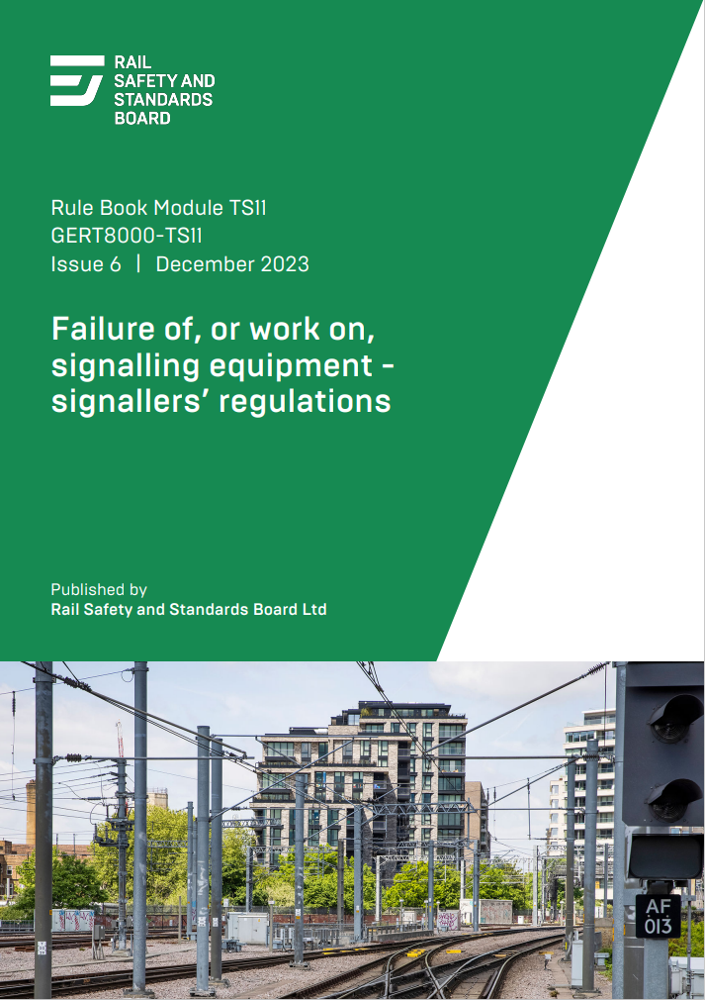 RAIL
SAFETY AND
STANDARDS
BOARD
Rule Book Module TS11
GERT8000-TS11
Issue 6 | December 2023
Failure of, or work on,
signalling equipment -
signallers’ regulations
Published by
Rail Safety and Standards Board Ltd
AF
013